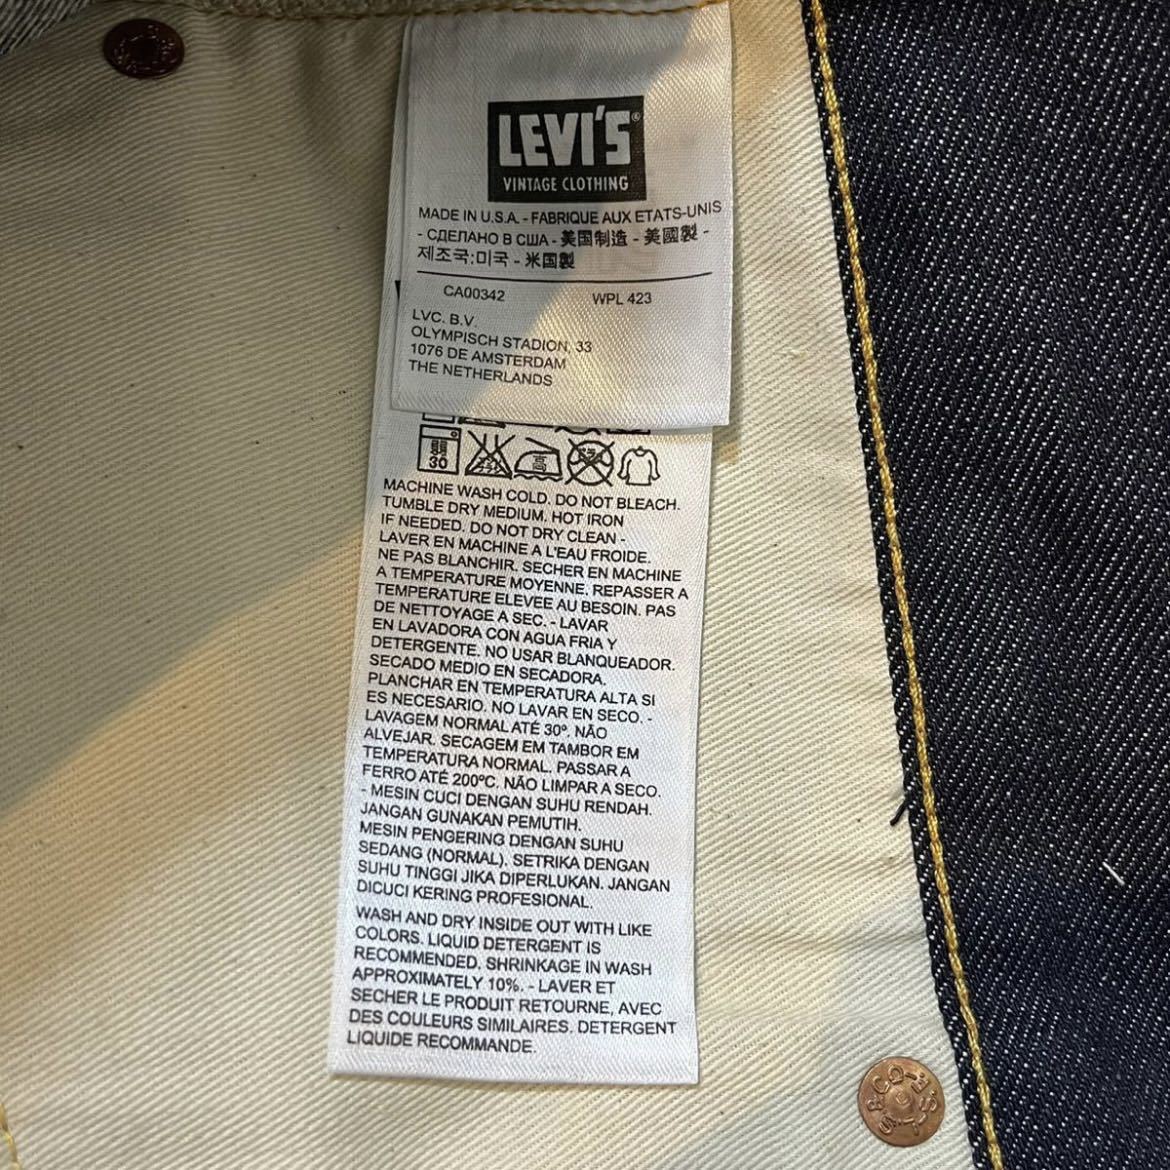 LEVI'S®
VINTAGE CLOTHING
MADE IN U.S.A. - FABRIQUE AUX ETATS-UNIS
- СДЕЛАНО В США - 美国制造 - 美國製 -
제조국:미국 - 米国製
CA00342 WPL 423
LVC. B.V.
OLYMPISCH STADION, 33
1076 DE AMSTERDAM
THE NETHERLANDS
弱 高
30
MACHINE WASH COLD. DO NOT BLEACH.
TUMBLE DRY MEDIUM. HOT IRON
IF NEEDED. DO NOT DRY CLEAN -
LAVER EN MACHINE A L'EAU FROIDE.
NE PAS BLANCHIR. SECHER EN MACHINE
A TEMPERATURE MOYENNE. REPASSER A
TEMPERATURE ELEVEE AU BESOIN. PAS
DE NETTOYAGE A SEC. - LAVAR
EN LAVADORA CON AGUA FRIA Y
DETERGENTE. NO USAR BLANQUEADOR.
SECADO MEDIO EN SECADORA.
PLANCHAR EN TEMPERATURA ALTA SI
ES NECESARIO. NO LAVAR EN SECO. -
LAVAGEM NORMAL ATÉ 30º. NÃO
ALVEJAR. SECAGEM EM TAMBOR EM
TEMPERATURA NORMAL. PASSAR A
FERRO ATÉ 200ºC. NÃO LIMPAR A SECO.
- MESIN CUCI DENGAN SUHU RENDAH.
JANGAN GUNAKAN PEMUTIH.
MESIN PENGERING DENGAN SUHU
SEDANG (NORMAL). SETRIKA DENGAN
SUHU TINGGI JIKA DIPERLUKAN. JANGAN
DICUCI KERING PROFESIONAL.
WASH AND DRY INSIDE OUT WITH LIKE
COLORS. LIQUID DETERGENT IS
RECOMMENDED. SHRINKAGE IN WASH
APPROXIMATELY 10%. - LAVER ET
SECHER LE PRODUIT RETOURNE, AVEC
DES COULEURS SIMILAIRES. DETERGENT
LIQUIDE RECOMMANDE.